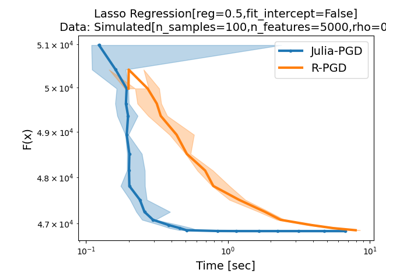 Lasso Regression[reg=0.5,fit_intercept=False]
Data: Simulated[n_samples=100,n_features=5000,rho=0
5.1 × 10⁴
5 × 10⁴
4.9 × 10⁴
4.8 × 10⁴
4.7 × 10⁴
F(x)
Julia-PGD
R-PGD
10⁻¹
10⁰
10¹
Time [sec]